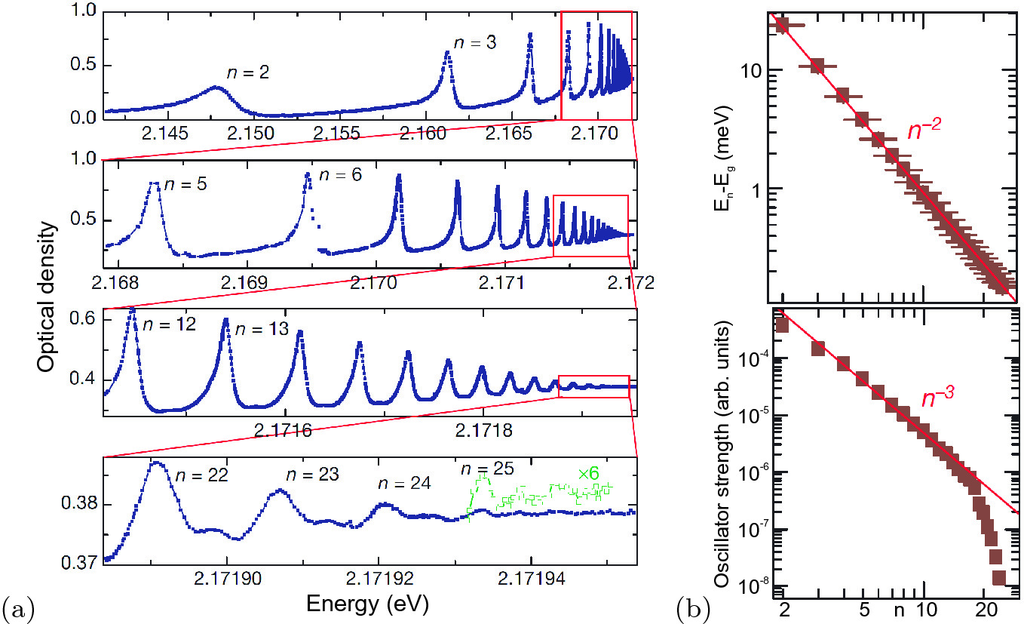 1.0
0.5
0.0
n = 2
n = 3
2.145 2.150 2.155 2.160 2.165 2.170
1.0
0.5
n = 5
n = 6
2.168 2.169 2.170 2.171 2.172
0.6
0.4
n = 12
n = 13
2.1716 2.1718
0.38
0.37
n = 22
n = 23
n = 24
n = 25
×6
2.17190 2.17192 2.17194
Optical density
Energy (eV)
(a)
10
1
n–2
En-Eg (meV)
10-4
10-5
10-6
10-7
10-8
n–3
Oscillator strength (arb. units)
2 5 n 10 20
(b)